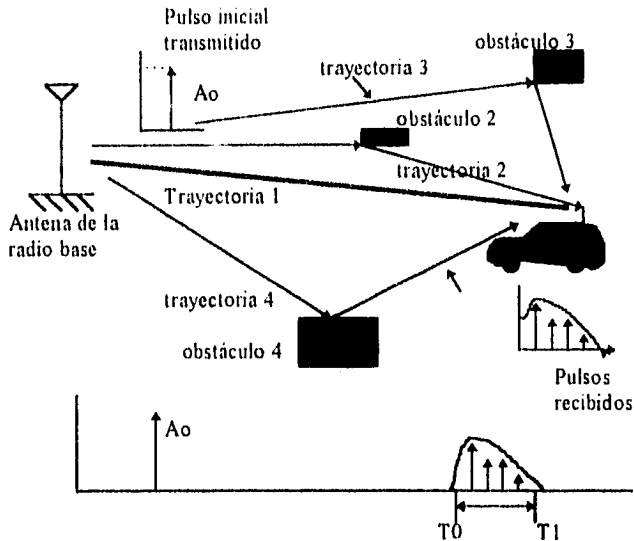 Pulso inicial
transmitido
obstáculo 3
trayectoria 3
Ao
obstáculo 2
trayectoria 2
Trayectoria 1
Antena de la
radio base
trayectoria 4
obstáculo 4
Pulsos
recibidos
Ao
T0
T1